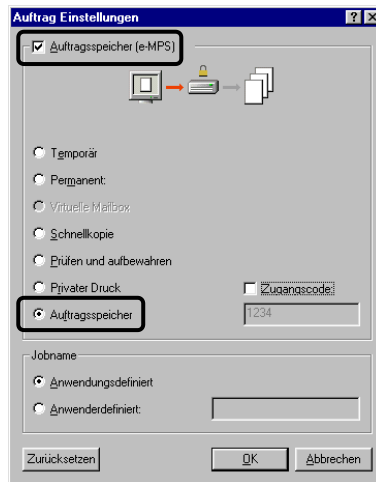 Auftrag Einstellungen
Auftragsspeicher (e-MPS)
Temporär
Permanent:
Virtuelle Mailbox
Schnellkopie
Prüfen und aufbewahren
Privater Druck
Zugangscode:
Auftragsspeicher
1234
Jobname
Anwendungsdefiniert
Anwenderdefiniert:
Zurücksetzen
OK
Abbrechen